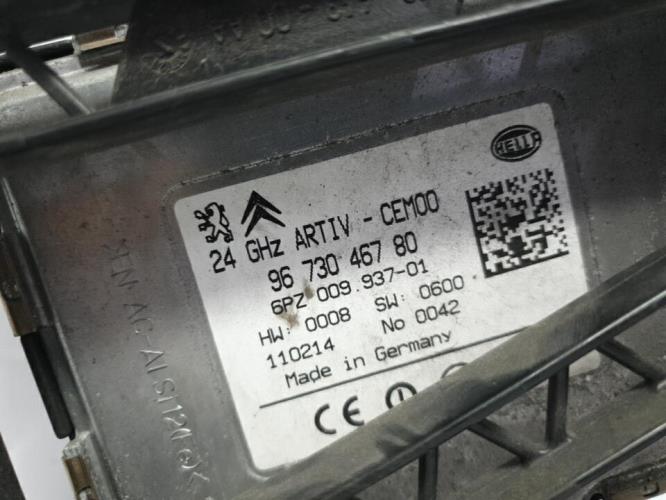 HELLA
24 GHz ARTIV - CEM00
96 730 467 80
6PZ 009.937-01
HW: 0008 SW: 0600
110214 No 0042
Made in Germany
CE